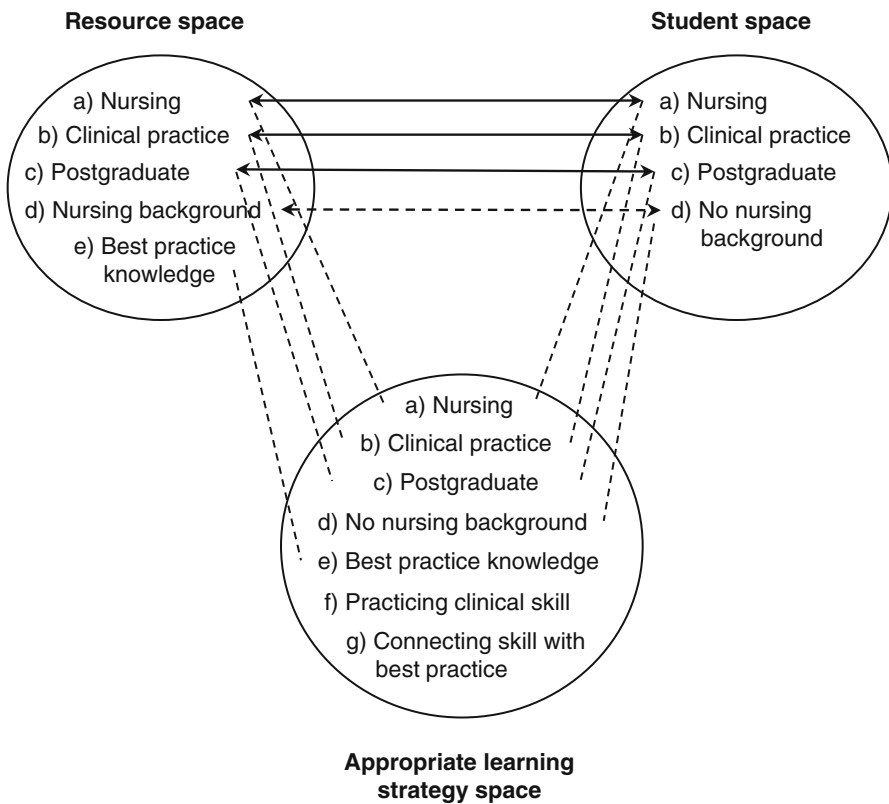 Resource space
a) Nursing
b) Clinical practice
c) Postgraduate
d) Nursing background
e) Best practice
knowledge
Student space
a) Nursing
b) Clinical practice
c) Postgraduate
d) No nursing
background
a) Nursing
b) Clinical practice
c) Postgraduate
d) No nursing background
e) Best practice knowledge
f) Practicing clinical skill
g) Connecting skill with
best practice
Appropriate learning
strategy space